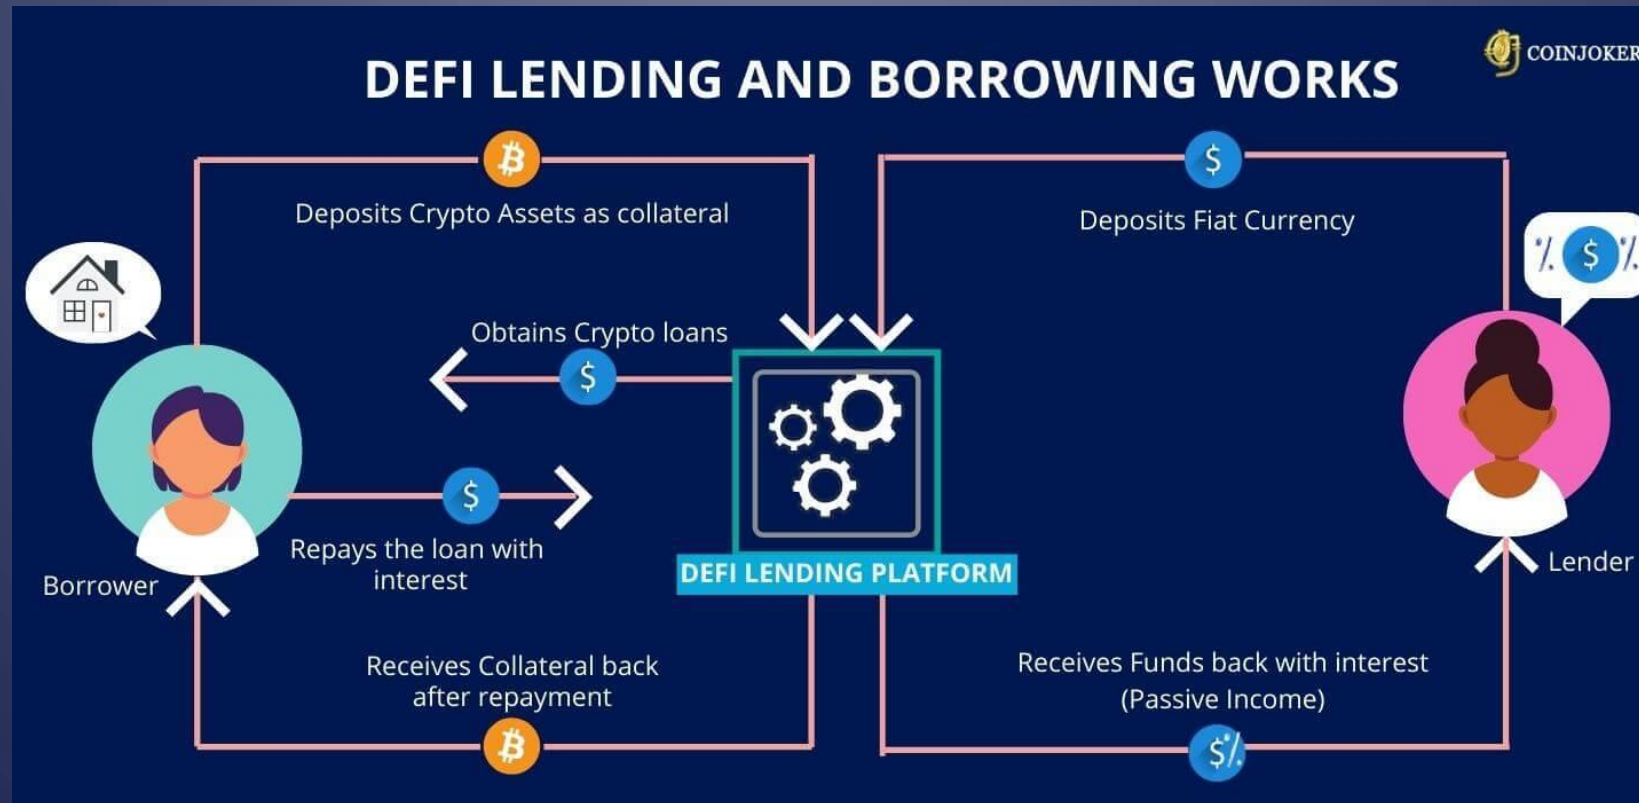 COINJOKER
DEFI LENDING AND BORROWING WORKS
Deposits Crypto Assets as collateral
Deposits Fiat Currency
% $ %
Obtains Crypto loans
$
$
Repays the loan with
interest
Borrower
DEFI LENDING PLATFORM
Lender
Receives Collateral back
after repayment
Receives Funds back with interest
(Passive Income)
$%